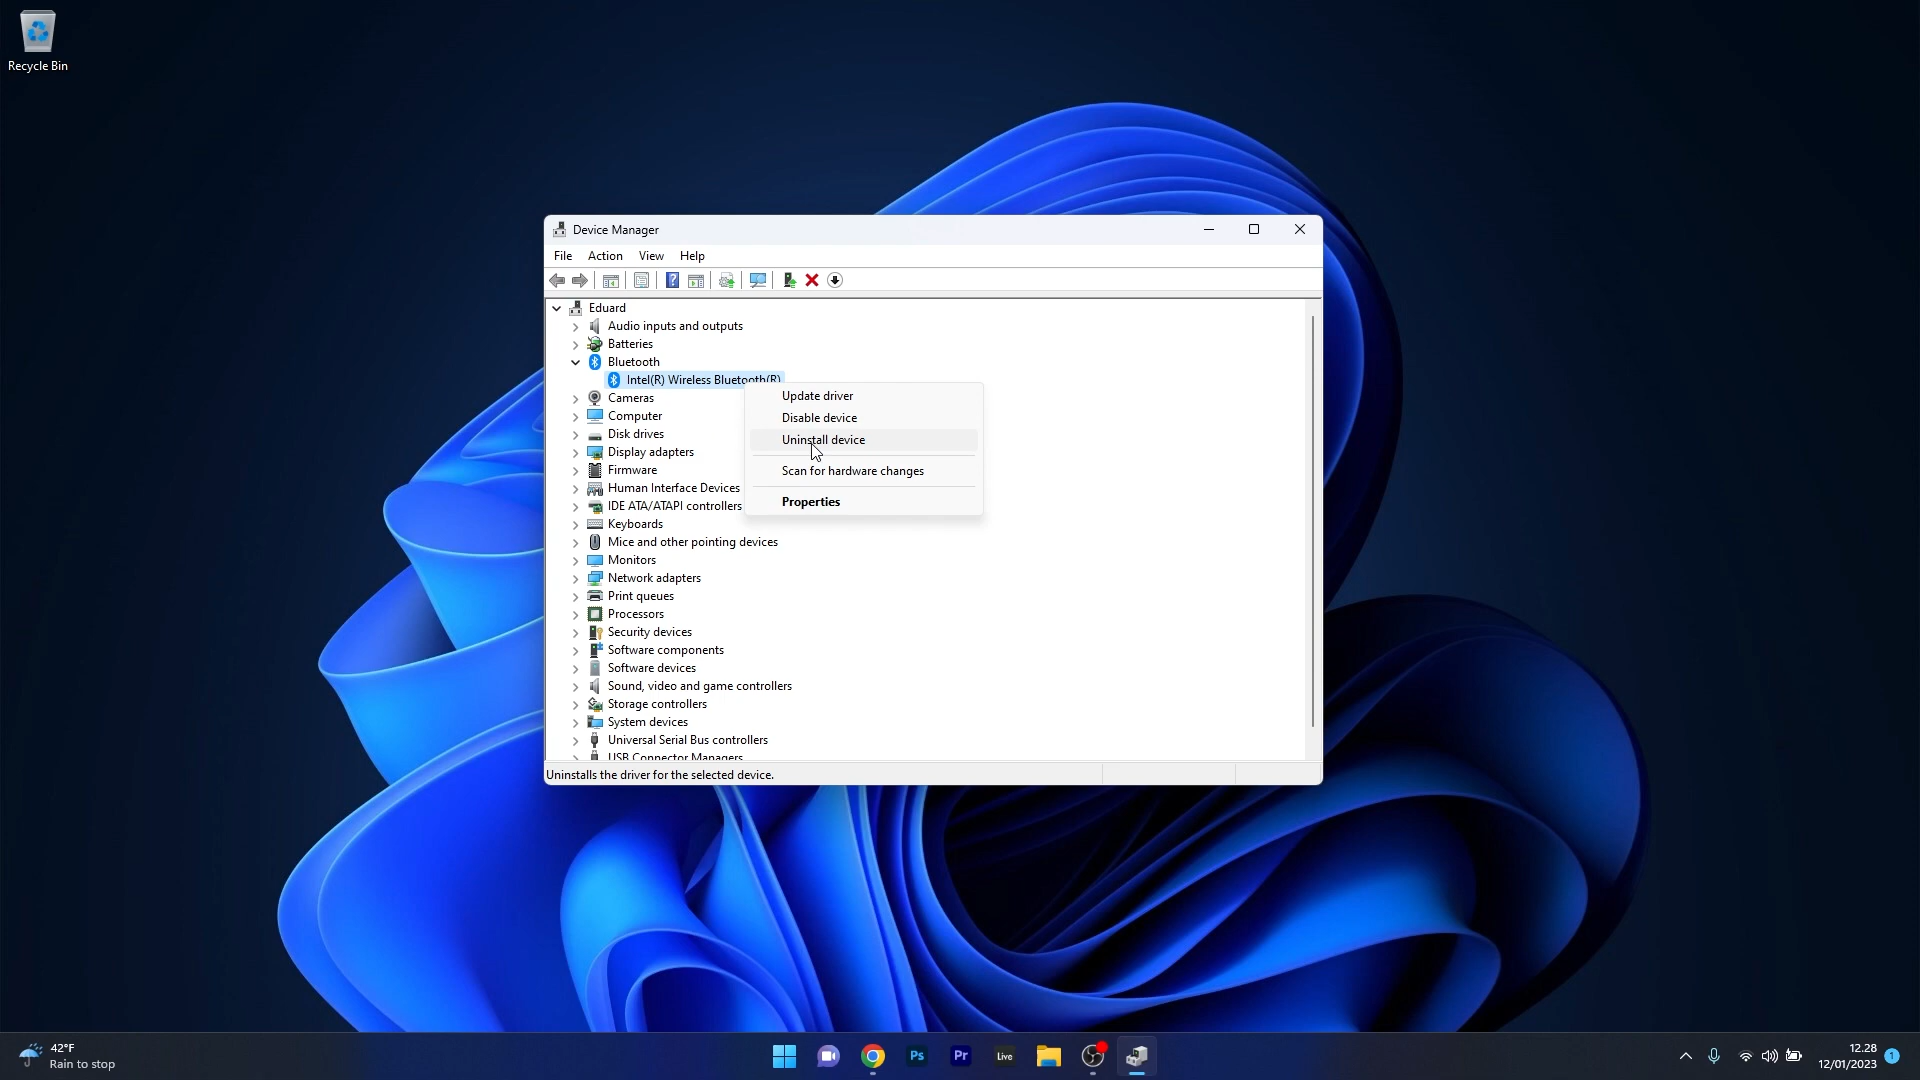 Recycle Bin
Device Manager
File Action View Help
Eduard
Audio inputs and outputs
Batteries
Bluetooth
Intel(R) Wireless Bluetooth(R)
Update driver
Disable device
Uninstall device
Scan for hardware changes
Properties
Cameras
Computer
Disk drives
Display adapters
Firmware
Human Interface Devices
IDE ATA/ATAPI controllers
Keyboards
Mice and other pointing devices
Monitors
Network adapters
Print queues
Processors
Security devices
Software components
Software devices
Sound, video and game controllers
Storage controllers
System devices
Universal Serial Bus controllers
USB Connector Managers
Uninstalls the driver for the selected device.
42°F
Rain to stop
Ps
Pr
Live
12.28
12/01/2023
1